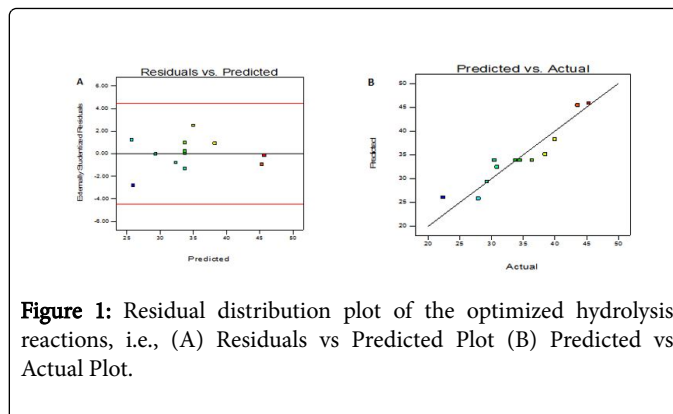 A
Residuals vs. Predicted
Externally Studentized Residuals
6.00
4.00
2.00
0.00
-2.00
-4.00
-6.00
25 30 35 40 45 50
Predicted
B
Predicted vs. Actual
Predicted
50
45
40
35
30
25
20
20 25 30 35 40 45 50
Actual
Figure 1: Residual distribution plot of the optimized hydrolysis
reactions, i.e., (A) Residuals vs Predicted Plot (B) Predicted vs
Actual Plot.